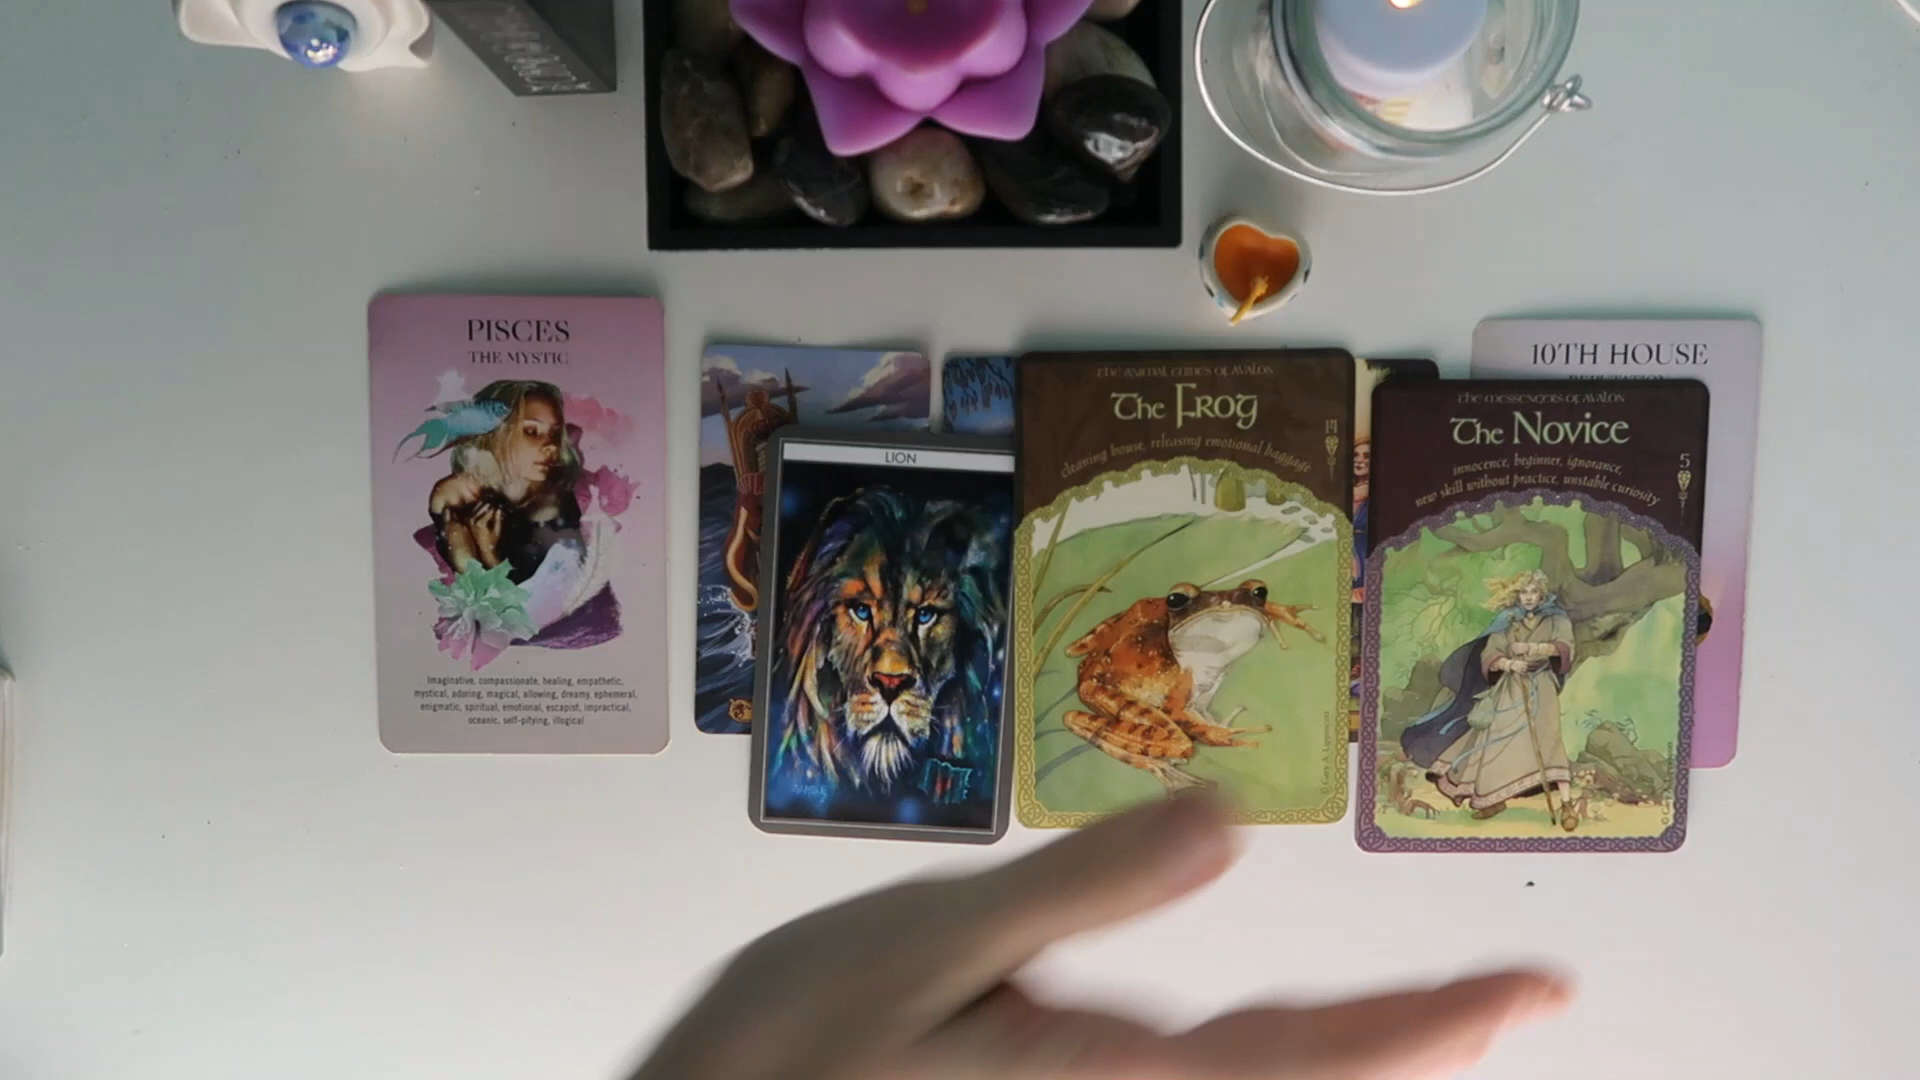 PISCES
THE MYSTIC
Imaginative, compassionate, healing, empathetic,
mystical, adoring, magical, allowing, dreamy, ephemeral,
enigmatic, spiritual, emotional, escapist, impractical,
oceanic, self-pitying, illogical
LION
THE ANIMAL GUIDES OF AVALON
The Frog
cleaning house, releasing emotional baggage
10TH HOUSE
The Messengers of Avalon
The Novice
5
innocence, beginner, ignorance,
new skill without practice, unstable curiosity